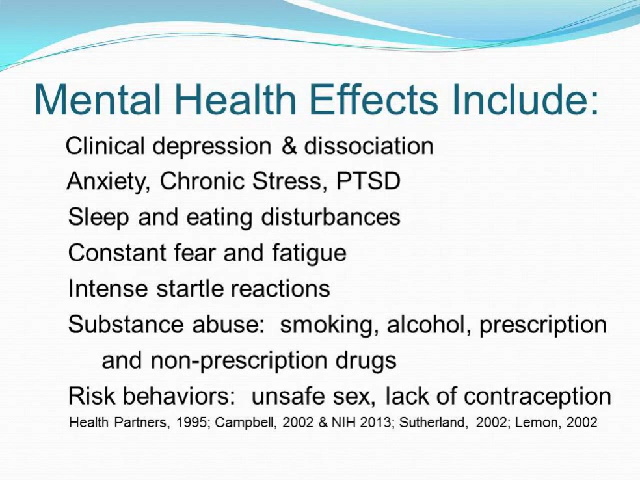 Mental Health Effects Include:
Clinical depression & dissociation
Anxiety, Chronic Stress, PTSD
Sleep and eating disturbances
Constant fear and fatigue
Intense startle reactions
Substance abuse:  smoking, alcohol, prescription
and non-prescription drugs
Risk behaviors:  unsafe sex, lack of contraception
Health Partners, 1995; Campbell, 2002 & NIH 2013; Sutherland, 2002; Lemon, 2002